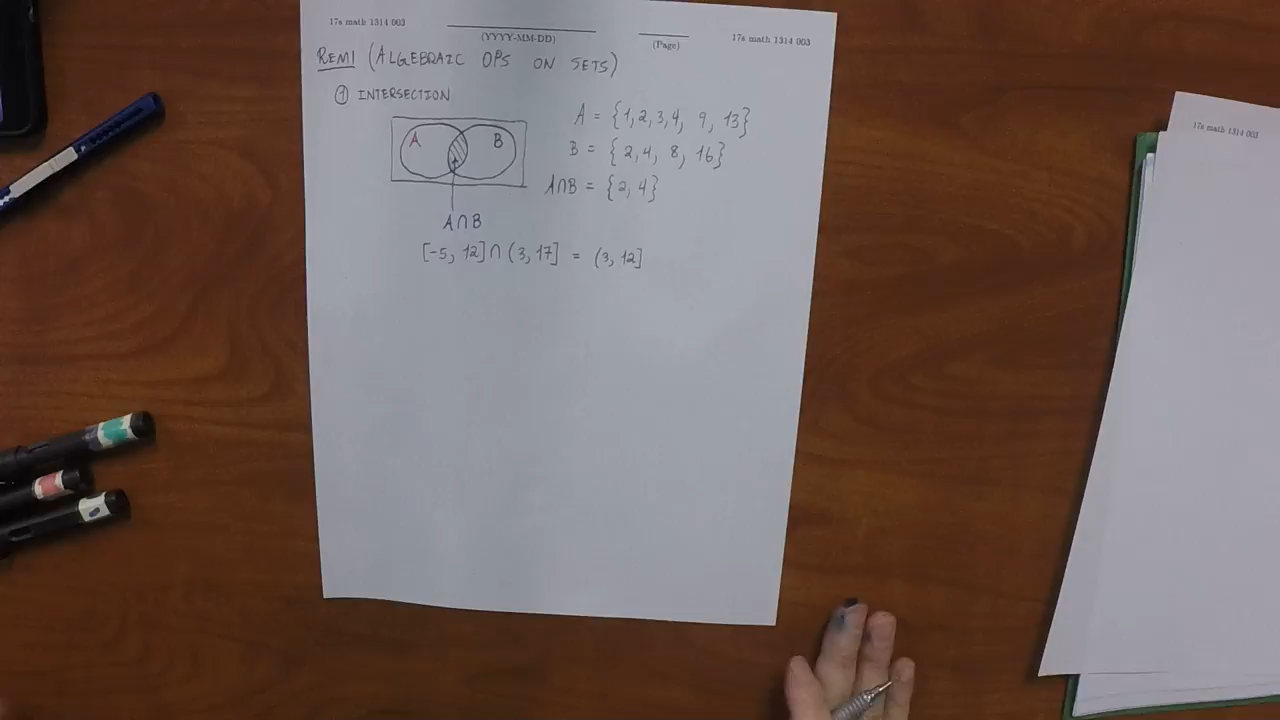 17s math 1314 003
(YYYY-MM-DD)
(Page)
17s math 1314 003
REM1 (ALGEBRAIC OPS ON SETS)
① INTERSECTION
A B
A∩B
A = {1,2,3,4, 9, 13}
B = {2,4, 8, 16}
A∩B = {2,4}
[-5, 12]∩(3,17] = (3,12]
17s math 1314 003